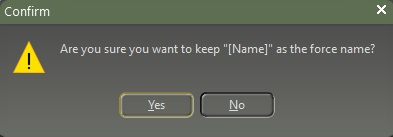 Confirm
Are you sure you want to keep "[Name]" as the force name?
Yes
No